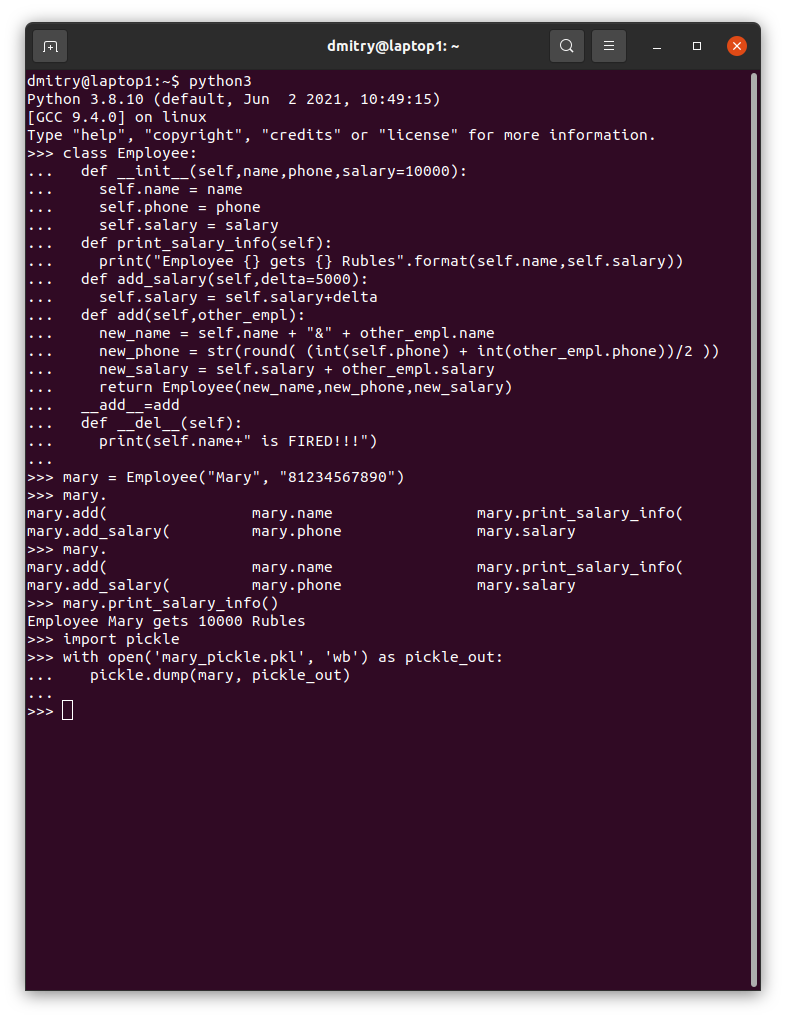 dmitry@laptop1: ~
dmitry@laptop1:~$ python3
Python 3.8.10 (default, Jun  2 2021, 10:49:15)
[GCC 9.4.0] on linux
Type "help", "copyright", "credits" or "license" for more information.
>>> class Employee:
...   def __init__(self,name,phone,salary=10000):
...     self.name = name
...     self.phone = phone
...     self.salary = salary
...   def print_salary_info(self):
...     print("Employee {} gets {} Rubles".format(self.name,self.salary))
...   def add_salary(self,delta=5000):
...     self.salary = self.salary+delta
...   def add(self,other_empl):
...     new_name = self.name + "&" + other_empl.name
...     new_phone = str(round( (int(self.phone) + int(other_empl.phone))/2 ))
...     new_salary = self.salary + other_empl.salary
...     return Employee(new_name,new_phone,new_salary)
...   __add__=add
...   def __del__(self):
...     print(self.name+" is FIRED!!!")
...
>>> mary = Employee("Mary", "81234567890")
>>> mary.
mary.add(                mary.name                mary.print_salary_info(
mary.add_salary(         mary.phone               mary.salary
>>> mary.
mary.add(                mary.name                mary.print_salary_info(
mary.add_salary(         mary.phone               mary.salary
>>> mary.print_salary_info()
Employee Mary gets 10000 Rubles
>>> import pickle
>>> with open('mary_pickle.pkl', 'wb') as pickle_out:
...    pickle.dump(mary, pickle_out)
...
>>>